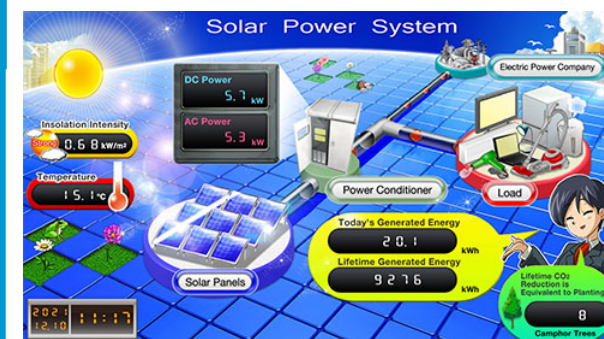 Solar Power System
Electric Power Company
DC Power
5.7 kW
AC Power
5.3 kW
Insolation Intensity
Strong 0.68 kW/m²
Temperature
15.1°C
Power Conditioner
Load
Today's Generated Energy
20.1 kWh
Lifetime Generated Energy
9276 kWh
Solar Panels
Lifetime CO₂
Reduction is
Equivalent to Planting
8
Camphor Trees
2021
12.10 11:17